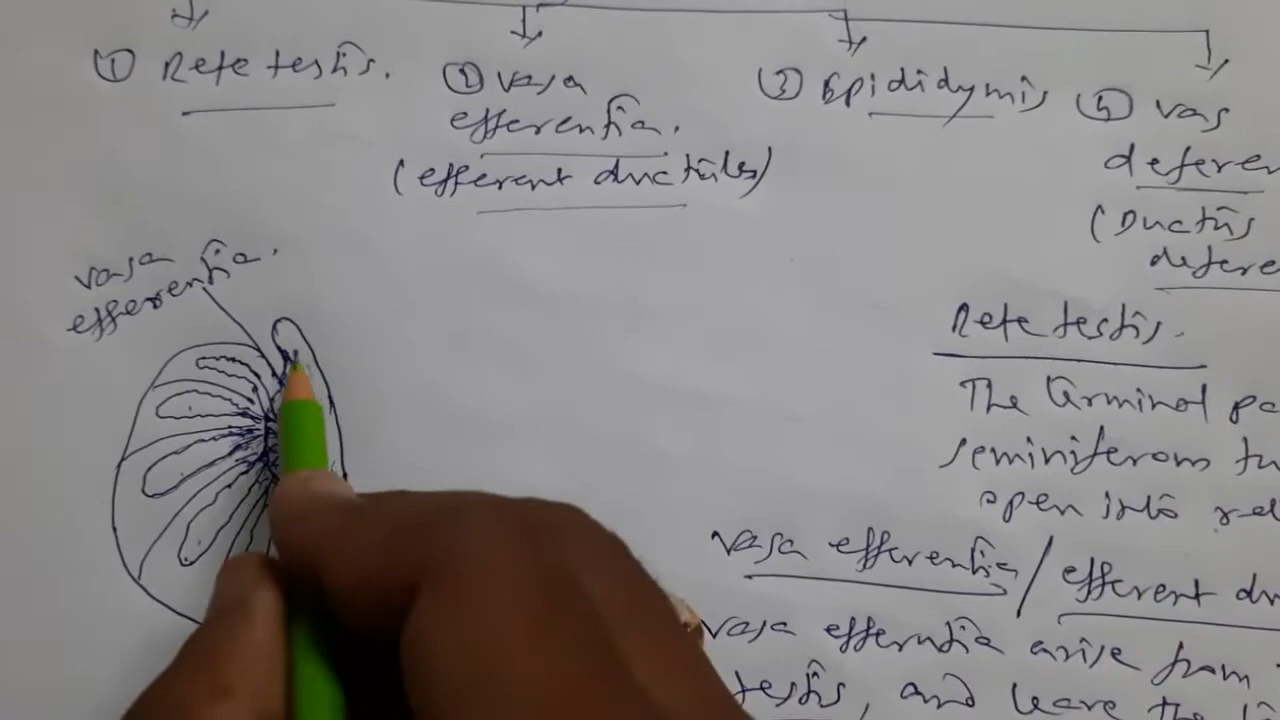 ① Rete testis.
② vasa
efferentia.
(efferent ductules)
③ Epididymis
④ vas
deferen
(Ductus
defere
vasa
efferentia.
Rete testis.
The terminal pa
seminiferous tu
open into ret
vasa efferentia / efferent du
vasa efferentia arise from
testis, and leave the